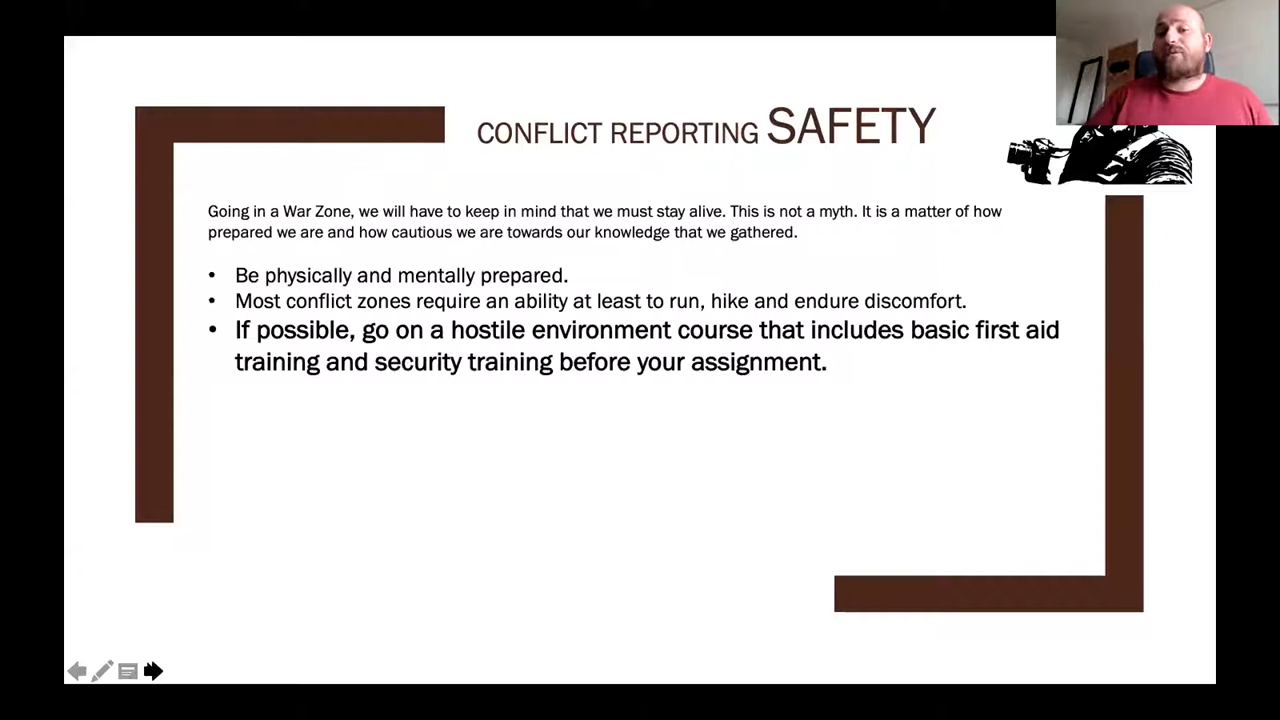 CONFLICT REPORTING SAFETY
Going in a War Zone, we will have to keep in mind that we must stay alive. This is not a myth. It is a matter of how
prepared we are and how cautious we are towards our knowledge that we gathered.
• Be physically and mentally prepared.
• Most conflict zones require an ability at least to run, hike and endure discomfort.
• If possible, go on a hostile environment course that includes basic first aid
training and security training before your assignment.